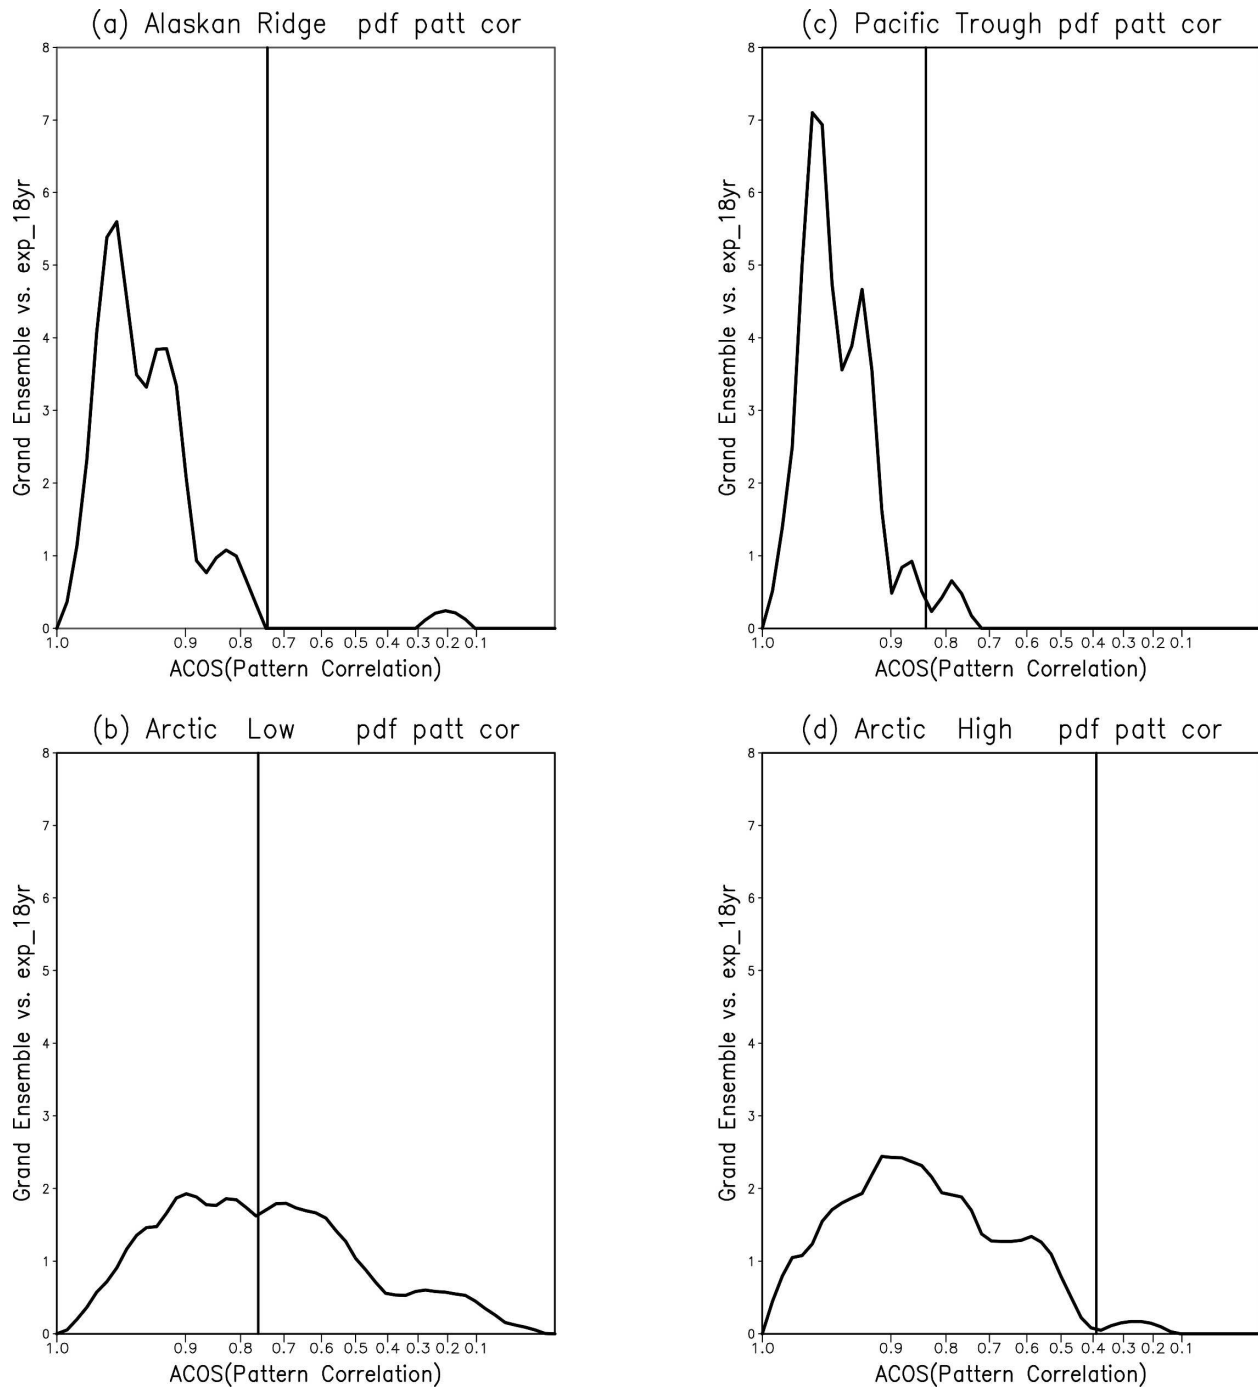 (a) Alaskan Ridge pdf patt cor
8
7
6
5
4
3
2
1
0
Grand Ensemble vs. exp_18yr
1.0 0.9 0.8 0.7 0.6 0.5 0.4 0.3 0.2 0.1
ACOS(Pattern Correlation)
(c) Pacific Trough pdf patt cor
8
7
6
5
4
3
2
1
0
Grand Ensemble vs. exp_18yr
1.0 0.9 0.8 0.7 0.6 0.5 0.4 0.3 0.2 0.1
ACOS(Pattern Correlation)
(b) Arctic Low pdf patt cor
8
7
6
5
4
3
2
1
0
Grand Ensemble vs. exp_18yr
1.0 0.9 0.8 0.7 0.6 0.5 0.4 0.3 0.2 0.1
ACOS(Pattern Correlation)
(d) Arctic High pdf patt cor
8
7
6
5
4
3
2
1
0
Grand Ensemble vs. exp_18yr
1.0 0.9 0.8 0.7 0.6 0.5 0.4 0.3 0.2 0.1
ACOS(Pattern Correlation)